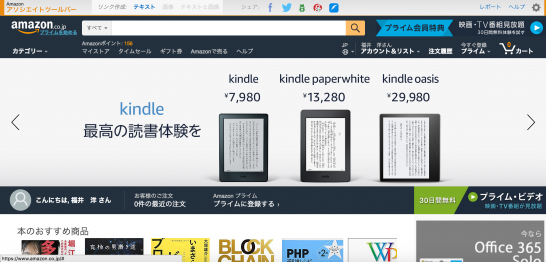 Amazon
アソシエイトツールバー
リンク作成: テキスト 画像 テキストと画像
共有:
レポート ヘルプ
amazon.co.jp
プライムを始める
すべて
プライム会員特典
映画・TV番組見放題
30日間無料体験を試す
カテゴリー
Amazonポイント: 156
マイストア タイムセール ギフト券 Amazonで売る ヘルプ
JP
福井 洋さん
アカウント&リスト
注文履歴
今すぐ登録
プライム
0
カート
kindle
最高の読書体験を
kindle
¥7,980
kindle paperwhite
¥13,280
kindle oasis
¥29,980
こんにちは, 福井 洋 さん
お客様のご注文
0件の最近の注文
Amazon プライム
プライムに登録する
30日間無料
プライム・ビデオ
映画・TV番組が見放題
本のおすすめ商品
BLOCK
CHAIN
PHP
今なら
Office 365
Solo
https://www.amazon.co.jp/#